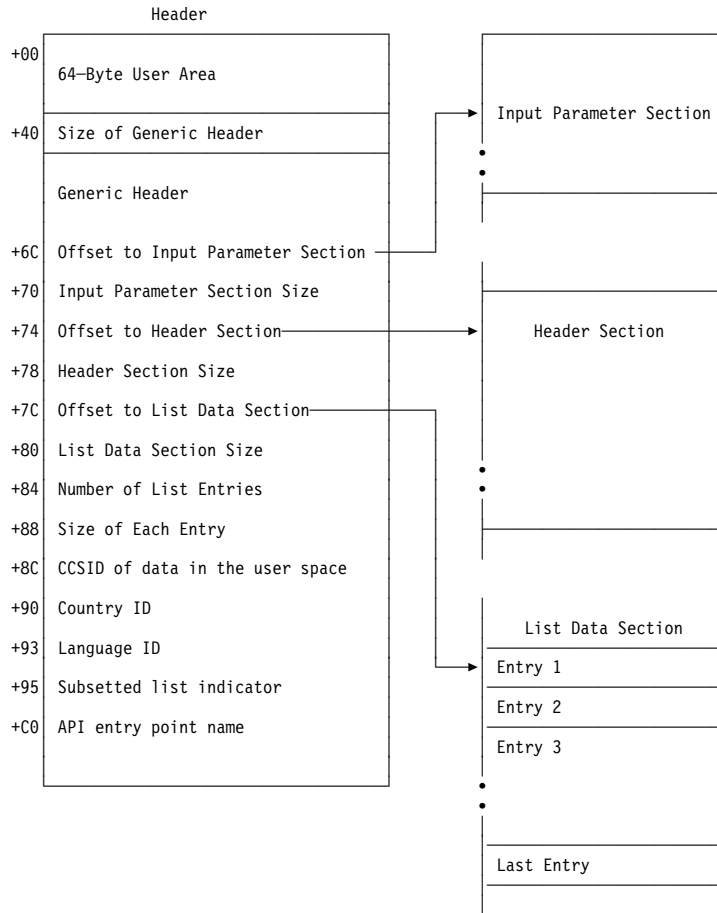 Header
+00
64—Byte User Area
+40 Size of Generic Header
Generic Header
+6C Offset to Input Parameter Section
+70 Input Parameter Section Size
+74 Offset to Header Section
+78 Header Section Size
+7C Offset to List Data Section
+80 List Data Section Size
+84 Number of List Entries
+88 Size of Each Entry
+8C CCSID of data in the user space
+90 Country ID
+93 Language ID
+95 Subsetted list indicator
+C0 API entry point name
Input Parameter Section
Header Section
List Data Section
Entry 1
Entry 2
Entry 3
Last Entry